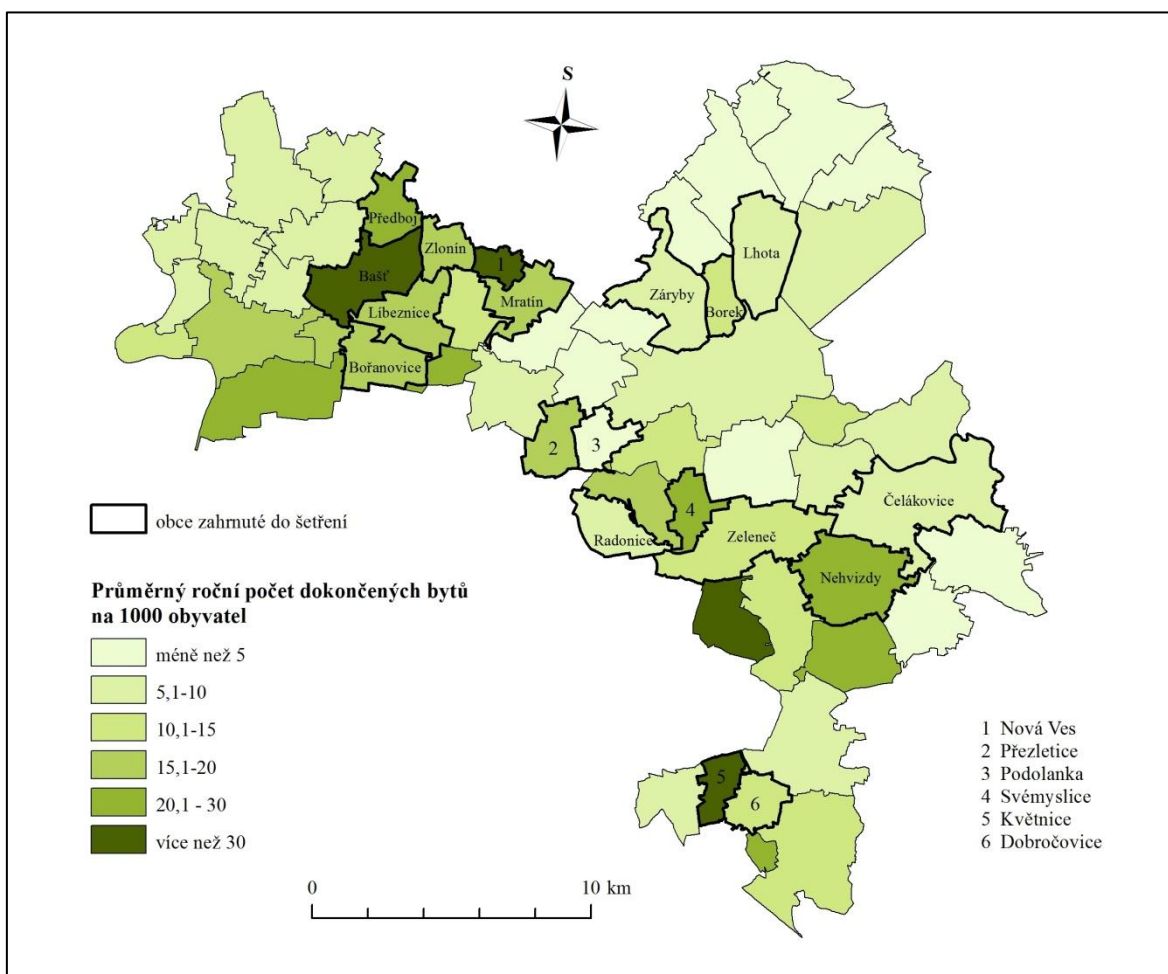 S
Předboj
Zlonín
Bašť
1
Líbeznice
Mratín
Bořanovice
Lhota
Záryby
Borek
2
3
4
Radonice
Zeleneč
Čelákovice
Nehvizdy
5
6
obce zahrnuté do šetření
Průměrný roční počet dokončených bytů
na 1000 obyvatel
méně než 5
5,1-10
10,1-15
15,1-20
20,1 - 30
více než 30
1 Nová Ves
2 Přezletice
3 Podolanka
4 Svémyslice
5 Květnice
6 Dobročovice
0 10 km